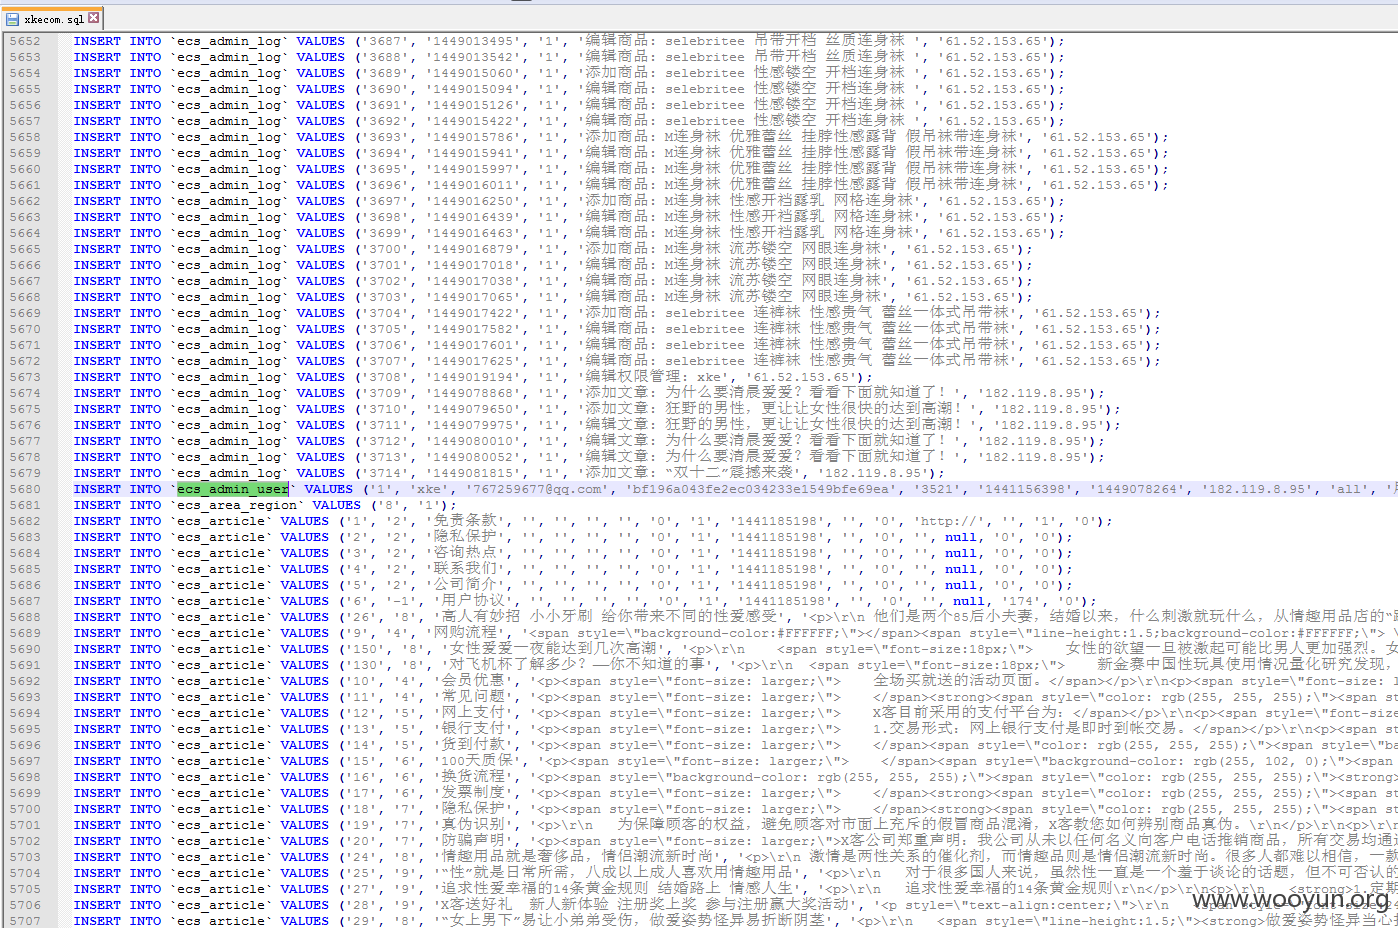 xkecom.sql
5652 INSERT INTO `ecs_admin_log` VALUES ('3687', '1449013495', '1', '编辑商品: selebritee 吊带开档 丝质连身袜 ', '61.52.153.65');
5653 INSERT INTO `ecs_admin_log` VALUES ('3688', '1449013542', '1', '编辑商品: selebritee 吊带开档 丝质连身袜 ', '61.52.153.65');
5654 INSERT INTO `ecs_admin_log` VALUES ('3689', '1449015060', '1', '添加商品: selebritee 性感镂空 开档连身袜', '61.52.153.65');
5655 INSERT INTO `ecs_admin_log` VALUES ('3690', '1449015094', '1', '编辑商品: selebritee 性感镂空 开档连身袜', '61.52.153.65');
5656 INSERT INTO `ecs_admin_log` VALUES ('3691', '1449015126', '1', '编辑商品: selebritee 性感镂空 开档连身袜', '61.52.153.65');
5657 INSERT INTO `ecs_admin_log` VALUES ('3692', '1449015422', '1', '编辑商品: selebritee 性感镂空 开档连身袜', '61.52.153.65');
5658 INSERT INTO `ecs_admin_log` VALUES ('3693', '1449015786', '1', '添加商品: M连身袜 优雅蕾丝 挂脖性感露背 假吊袜带连身袜', '61.52.153.65');
5659 INSERT INTO `ecs_admin_log` VALUES ('3694', '1449015941', '1', '编辑商品: M连身袜 优雅蕾丝 挂脖性感露背 假吊袜带连身袜', '61.52.153.65');
5660 INSERT INTO `ecs_admin_log` VALUES ('3695', '1449015997', '1', '编辑商品: M连身袜 优雅蕾丝 挂脖性感露背 假吊袜带连身袜', '61.52.153.65');
5661 INSERT INTO `ecs_admin_log` VALUES ('3696', '1449016011', '1', '编辑商品: M连身袜 优雅蕾丝 挂脖性感露背 假吊袜带连身袜', '61.52.153.65');
5662 INSERT INTO `ecs_admin_log` VALUES ('3697', '1449016250', '1', '添加商品: M连身袜 性感开裆露乳 网格连身袜', '61.52.153.65');
5663 INSERT INTO `ecs_admin_log` VALUES ('3698', '1449016439', '1', '编辑商品: M连身袜 性感开裆露乳 网格连身袜', '61.52.153.65');
5664 INSERT INTO `ecs_admin_log` VALUES ('3699', '1449016463', '1', '编辑商品: M连身袜 性感开裆露乳 网格连身袜', '61.52.153.65');
5665 INSERT INTO `ecs_admin_log` VALUES ('3700', '1449016879', '1', '添加商品: M连身袜 流苏镂空 网眼连身袜', '61.52.153.65');
5666 INSERT INTO `ecs_admin_log` VALUES ('3701', '1449017018', '1', '编辑商品: M连身袜 流苏镂空 网眼连身袜', '61.52.153.65');
5667 INSERT INTO `ecs_admin_log` VALUES ('3702', '1449017038', '1', '编辑商品: M连身袜 流苏镂空 网眼连身袜', '61.52.153.65');
5668 INSERT INTO `ecs_admin_log` VALUES ('3703', '1449017065', '1', '编辑商品: M连身袜 流苏镂空 网眼连身袜', '61.52.153.65');
5669 INSERT INTO `ecs_admin_log` VALUES ('3704', '1449017422', '1', '添加商品: selebritee 连裤袜 性感贵气 蕾丝一体式吊带袜', '61.52.153.65');
5670 INSERT INTO `ecs_admin_log` VALUES ('3705', '1449017582', '1', '编辑商品: selebritee 连裤袜 性感贵气 蕾丝一体式吊带袜', '61.52.153.65');
5671 INSERT INTO `ecs_admin_log` VALUES ('3706', '1449017601', '1', '编辑商品: selebritee 连裤袜 性感贵气 蕾丝一体式吊带袜', '61.52.153.65');
5672 INSERT INTO `ecs_admin_log` VALUES ('3707', '1449017625', '1', '编辑商品: selebritee 连裤袜 性感贵气 蕾丝一体式吊带袜', '61.52.153.65');
5673 INSERT INTO `ecs_admin_log` VALUES ('3708', '1449019194', '1', '编辑权限管理: xke', '61.52.153.65');
5674 INSERT INTO `ecs_admin_log` VALUES ('3709', '1449078868', '1', '添加文章: 为什么要清晨爱爱? 看看下面就知道了! ', '182.119.8.95');
5675 INSERT INTO `ecs_admin_log` VALUES ('3710', '1449079650', '1', '添加文章: 狂野的男性, 更让让女性很快的达到高潮! ', '182.119.8.95');
5676 INSERT INTO `ecs_admin_log` VALUES ('3711', '1449079975', '1', '编辑文章: 狂野的男性, 更让让女性很快的达到高潮! ', '182.119.8.95');
5677 INSERT INTO `ecs_admin_log` VALUES ('3712', '1449080010', '1', '编辑文章: 为什么要清晨爱爱? 看看下面就知道了! ', '182.119.8.95');
5678 INSERT INTO `ecs_admin_log` VALUES ('3713', '1449080052', '1', '编辑文章: 为什么要清晨爱爱? 看看下面就知道了! ', '182.119.8.95');
5679 INSERT INTO `ecs_admin_log` VALUES ('3714', '1449081815', '1', '添加文章: “双十二”震撼来袭', '182.119.8.95');
5680 INSERT INTO `ecs_admin_user` VALUES ('1', 'xke', '767259677@qq.com', 'bf196a043fe2ec034233e1549bfe69ea', '3521', '1441156398', '1449078264', '182.119.8.95', 'all', '
5681 INSERT INTO `ecs_area_region` VALUES ('8', '1');
5682 INSERT INTO `ecs_article` VALUES ('1', '2', '免责条款', '', '', '', '', '0', '1', '1441185198', '', '0', 'http://', '', '1', '0');
5683 INSERT INTO `ecs_article` VALUES ('2', '2', '隐私保护', '', '', '', '', '0', '1', '1441185198', '', '0', '', null, '0', '0');
5684 INSERT INTO `ecs_article` VALUES ('3', '2', '咨询热点', '', '', '', '', '0', '1', '1441185198', '', '0', '', null, '0', '0');
5685 INSERT INTO `ecs_article` VALUES ('4', '2', '联系我们', '', '', '', '', '0', '1', '1441185198', '', '0', '', null, '0', '0');
5686 INSERT INTO `ecs_article` VALUES ('5', '2', '公司简介', '', '', '', '', '0', '1', '1441185198', '', '0', '', null, '0', '0');
5687 INSERT INTO `ecs_article` VALUES ('6', '-1', '用户协议', '', '', '', '', '0', '1', '1441185198', '', '0', '', null, '174', '0');
5688 INSERT INTO `ecs_article` VALUES ('26', '8', '高人有妙招 小小牙刷 给你带来不同的性爱感受', '<p>\r\n 他们是两个85后小夫妻, 结婚以来, 什么刺激就玩什么, 从情趣用品店的“
5689 INSERT INTO `ecs_article` VALUES ('9', '4', '网购流程', '<span style=\"background-color:#FFFFFF;\"></span><span style=\"line-height:1.5;background-color:#FFFFFF;\">
5690 INSERT INTO `ecs_article` VALUES ('150', '8', '女性爱爱一夜能达到几次高潮', '<p>\r\n <span style=\"font-size:18px;\"> 女性的欲望一旦被激起可能比男人更加强烈。女
5691 INSERT INTO `ecs_article` VALUES ('130', '8', '对飞机杯了解多少? —你不知道的事', '<p>\r\n <span style=\"font-size:18px;\"> 新金赛中国性玩具使用情况量化研究发现,
5692 INSERT INTO `ecs_article` VALUES ('10', '4', '会员优惠', '<p><span style=\"font-size: larger;\"> 全场买就送的活动页面。</span></p>\r\n<p><span style=\"font-size: l
5693 INSERT INTO `ecs_article` VALUES ('11', '4', '常见问题', '<p><span style=\"font-size: larger;\"> </span><strong><span style=\"color: rgb(255, 255, 255);\"><span st
5694 INSERT INTO `ecs_article` VALUES ('12', '5', '网上支付', '<p><span style=\"font-size: larger;\"> X客目前采用的支付平台为: </span></p>\r\n<p><span style=\"font-size
5695 INSERT INTO `ecs_article` VALUES ('13', '5', '银行支付', '<p><span style=\"font-size: larger;\"> 1.交易形式: 网上银行支付是即时到帐交易。</span></p>\r\n<p><span st
5696 INSERT INTO `ecs_article` VALUES ('14', '5', '货到付款', '<p><span style=\"font-size: larger;\"> </span><span style=\"color: rgb(255, 255, 255);\"><span style=\"ba
5697 INSERT INTO `ecs_article` VALUES ('15', '6', '100天质保', '<p><span style=\"font-size: larger;\"> </span><span style=\"background-color: rgb(255, 102, 0);\"><span
5698 INSERT INTO `ecs_article` VALUES ('16', '6', '换货流程', '<p><span style=\"background-color: rgb(255, 255, 255);\"><span style=\"color: rgb(255, 255, 255);\"><strong>
5699 INSERT INTO `ecs_article` VALUES ('17', '6', '发票制度', '<p><span style=\"font-size: larger;\"> </span><strong><span style=\"color: rgb(255, 255, 255);\"><span st
5700 INSERT INTO `ecs_article` VALUES ('18', '7', '隐私保护', '<p><span style=\"font-size: larger;\"> </span><strong><span style=\"color: rgb(255, 255, 255);\"><span st
5701 INSERT INTO `ecs_article` VALUES ('19', '7', '真伪识别', '<p>\r\n 为保障顾客的权益, 避免顾客对市面上充斥的假冒商品混淆, X客教您如何辨别商品真伪。\r\n</p>\r\n<p>\r\n
5702 INSERT INTO `ecs_article` VALUES ('20', '7', '防骗声明', '<p><span style=\"font-size: larger;\">X客公司郑重声明: 我公司从未以任何名义向客户电话推销商品, 所有交易均通
5703 INSERT INTO `ecs_article` VALUES ('24', '8', '情趣用品就是奢侈品, 情侣潮流新时尚', '<p>\r\n 激情是两性关系的催化剂, 而情趣品则是情侣潮流新时尚。很多人都难以相信, 一款
5704 INSERT INTO `ecs_article` VALUES ('25', '9', '“性”就是日常所需, 八成以上成人喜欢用情趣用品', '<p>\r\n 对于很多国人来说, 虽然性一直是一个羞于谈论的话题, 但不可否认的
5705 INSERT INTO `ecs_article` VALUES ('27', '9', '追求性爱幸福的14条黄金规则 结婚路上 情感人生', '<p>\r\n 追求性爱幸福的14条黄金规则\r\n</p>\r\n<p>\r\n <strong>1.定期
5706 INSERT INTO `ecs_article` VALUES ('28', '9', 'X客送好礼 新人新体验 注册奖上奖 参与注册赢大奖活动', '<p style=\"text-align:center;\">\r\n <span style=
5707 INSERT INTO `ecs_article` VALUES ('29', '8', '“女上男下”易让小弟弟受伤, 做爱姿势怪异易折断阴茎', '<p>\r\n <span style=\"line-height:1.5;\"><strong>做爱姿势怪异当心
www.wooyun.org